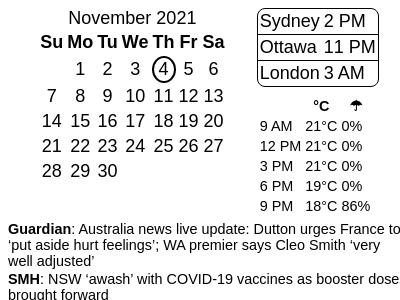 November 2021
Su Mo Tu We Th Fr Sa
1 2 3 4 5 6
7 8 9 10 11 12 13
14 15 16 17 18 19 20
21 22 23 24 25 26 27
28 29 30
Sydney 2 PM
Ottawa 11 PM
London 3 AM
°C ☂
9 AM 21°C 0%
12 PM 21°C 0%
3 PM 21°C 0%
6 PM 19°C 0%
9 PM 18°C 86%
Guardian: Australia news live update: Dutton urges France to
‘put aside hurt feelings’; WA premier says Cleo Smith ‘very
well adjusted’
SMH: NSW ‘awash’ with COVID-19 vaccines as booster dose
brought forward